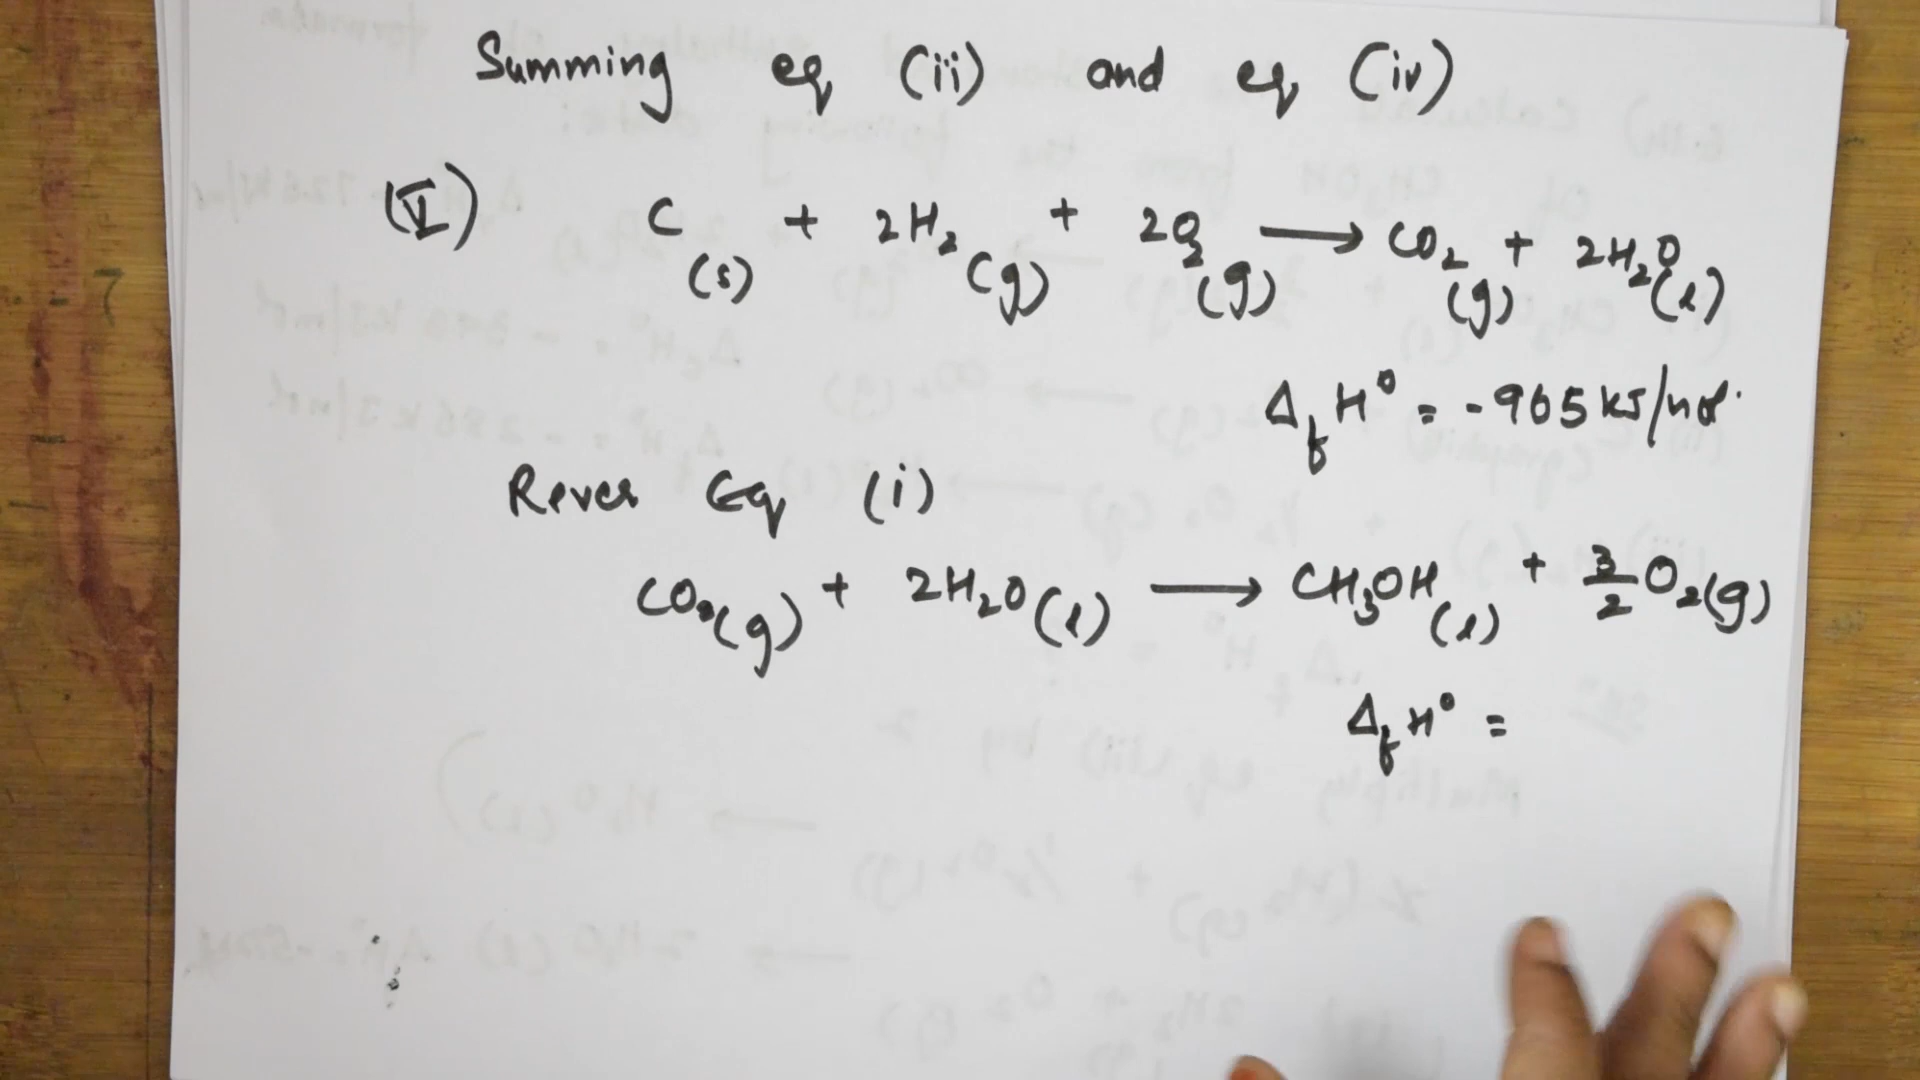 Summing eq (ii) and eq (iv)
(V) C(s) + 2H₂(g) + 2O₂(g) → CO₂(g) + 2H₂O(l)
ΔfH° = -965 kJ/mol.
Rever Eq (i)
CO₂(g) + 2H₂O(l) → CH₃OH(l) + 3/2 O₂(g)
ΔfH° =